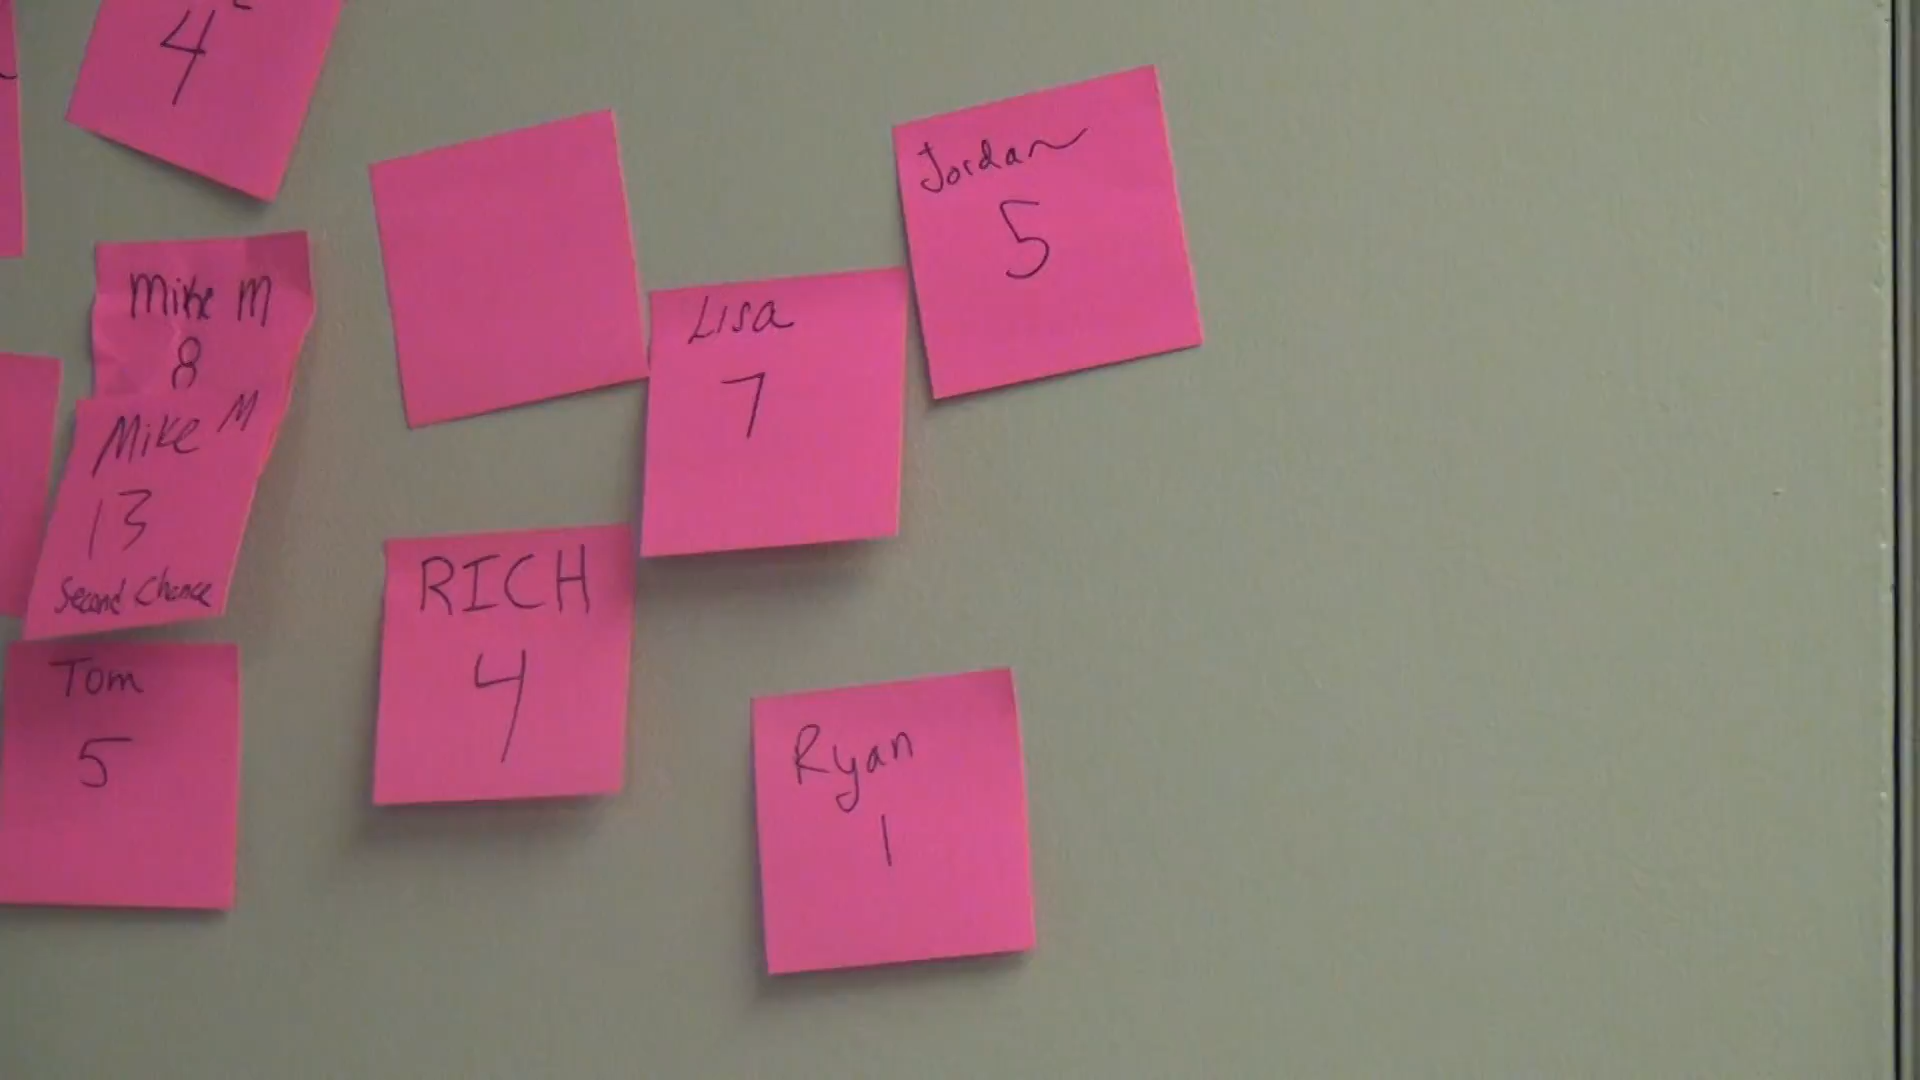 4
Jordan
5
Mike M
8
Lisa
7
Mike M
13
Second Chance
RICH
4
Tom
5
Ryan
1